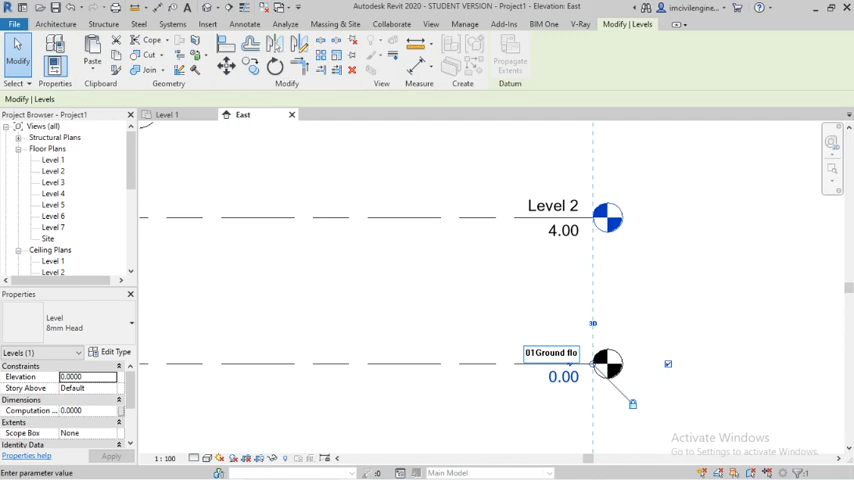 Autodesk Revit 2020 - STUDENT VERSION - Project1 - Elevation: East
imcivilengine...
File
Architecture
Structure
Steel
Systems
Insert
Annotate
Analyze
Massing & Site
Collaborate
View
Manage
Add-Ins
BIM One
V-Ray
Modify | Levels
Modify
Properties
Paste
Cope
Cut
Join
Propagate
Extents
Select
Properties
Clipboard
Geometry
Modify
View
Measure
Create
Datum
Modify | Levels
Project Browser - Project1
Level 1
East
Views (all)
Structural Plans
Floor Plans
Level 1
Level 2
Level 3
Level 4
Level 5
Level 6
Level 7
Site
Ceiling Plans
Level 1
Level 2
Properties
Level
8mm Head
Levels (1)
Edit Type
Constraints
Elevation 0.0000
Story Above Default
Dimensions
Computation ... 0.0000
Extents
Scope Box None
Identity Data
Properties help
Apply
Level 2
4.00
3D
01Ground flo
0.00
Activate Windows
Go to Settings to activate Windows.
1 : 100
Enter parameter value
:0
Main Model
:1